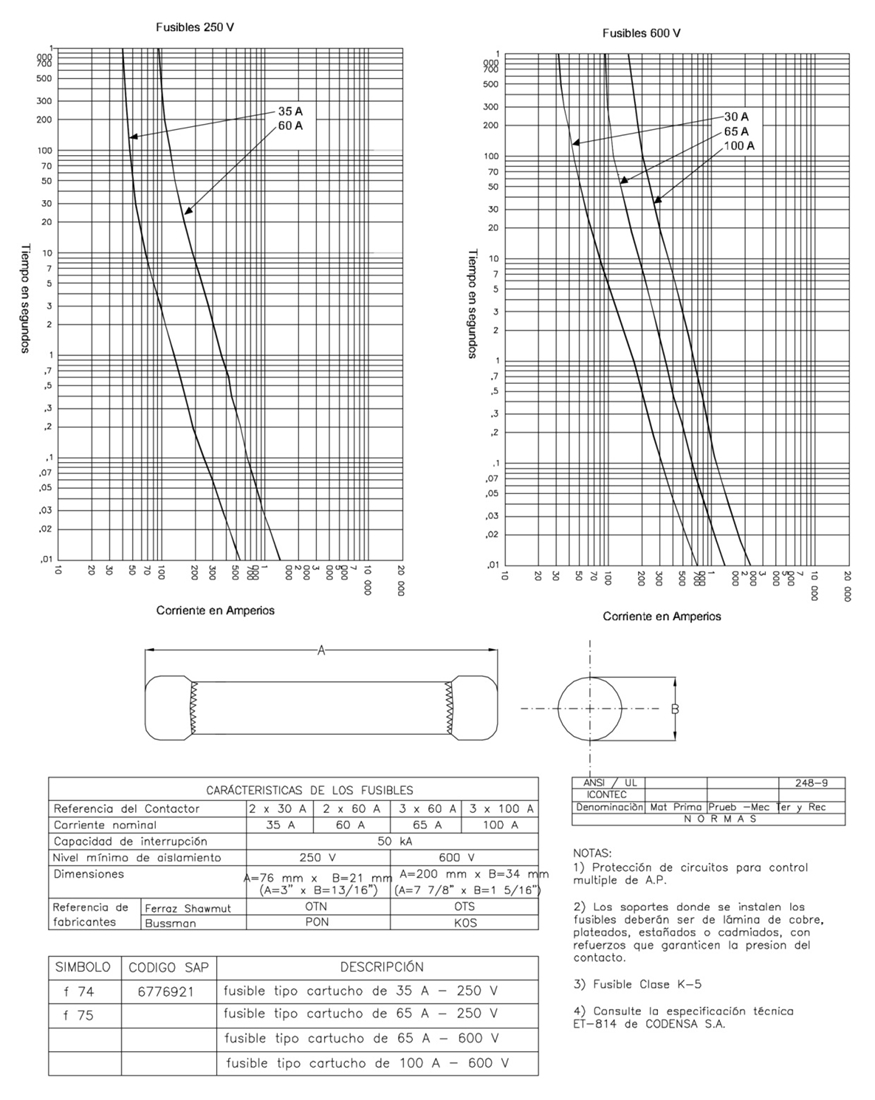 Fusibles 250 V
1 000
700
500
300
200
100
70
50
30
20
10
7
5
3
2
1
,7
,5
,3
,2
,1
,07
,05
,03
,02
,01
Tiempo en segundos
35 A
60 A
10
20
30
50
70
100
200
300
500
700
1 000
2 000
3 000
5 000
7 000
10 000
20 000
Corriente en Amperios
Fusibles 600 V
1 000
700
500
300
200
100
70
50
30
20
10
7
5
3
2
1
,7
,5
,3
,2
,1
,07
,05
,03
,02
,01
Tiempo en segundos
30 A
65 A
100 A
10
20
30
50
70
100
200
300
500
700
1 000
2 000
3 000
5 000
7 000
10 000
20 000
Corriente en Amperios
A
B
CARÁCTERISTICAS DE LOS FUSIBLES
Referencia del Contactor 2 x 30 A 2 x 60 A 3 x 60 A 3 x 100 A
Corriente nominal 35 A 60 A 65 A 100 A
Capacidad de interrupción 50 kA
Nivel mínimo de aislamiento 250 V 600 V
Dimensiones A=76 mm x B=21 mm A=200 mm x B=34 mm
(A=3" x B=13/16") (A=7 7/8" x B=1 5/16")
Referencia de fabricantes Ferraz Shawmut OTN OTS
Bussman PON KOS
ANSI / UL 248-9
ICONTEC
Denominación Mat Prima Prueb -Mec Ter y Rec
N O R M A S
NOTAS:
1) Protección de circuitos para control
multiple de A.P.
2) Los soportes donde se instalen los
fusibles deberán ser de lámina de cobre,
plateados, estañados o cadmiados, con
refuerzos que garanticen la presion del
contacto.
3) Fusible Clase K-5
4) Consulte la especificación técnica
ET-814 de CODENSA S.A.
SIMBOLO CODIGO SAP DESCRIPCIÓN
f 74 6776921 fusible tipo cartucho de 35 A - 250 V
f 75 fusible tipo cartucho de 65 A - 250 V
fusible tipo cartucho de 65 A - 600 V
fusible tipo cartucho de 100 A - 600 V